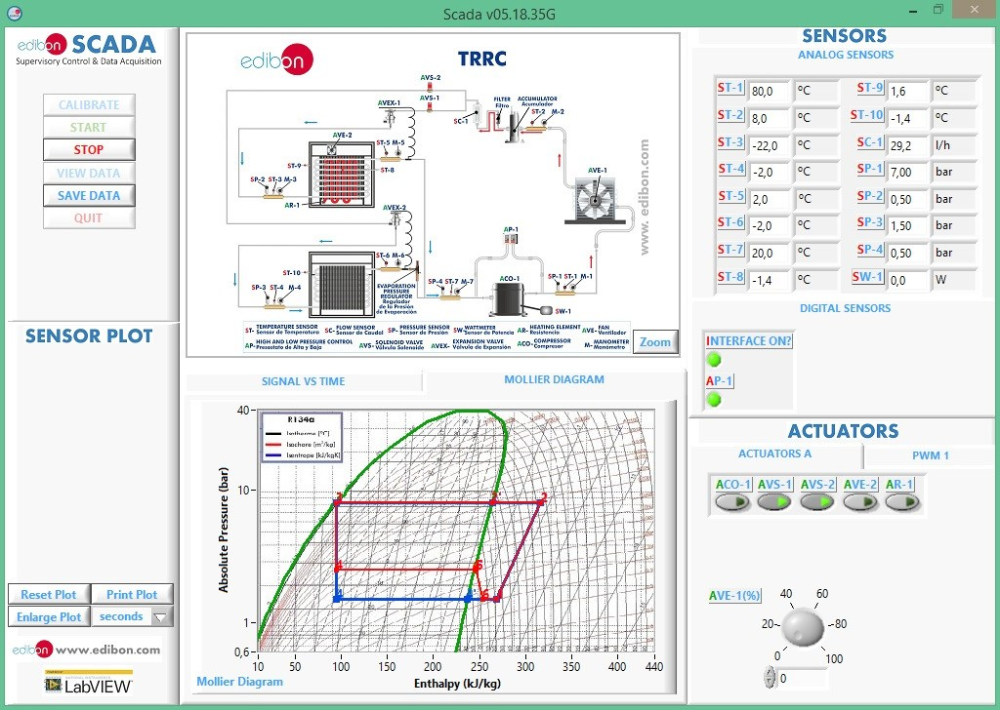 Scada v05.18.35G
edibon SCADA
Supervisory Control & Data Acquisition
CALIBRATE
START
STOP
VIEW DATA
SAVE DATA
QUIT
SENSOR PLOT
Reset Plot
Print Plot
Enlarge Plot
seconds
edibon www.edibon.com
LabVIEW
edibon
TRRC
AVS-2
AVS-1
AVEX-1
FILTER
Filtro
ACCUMULATOR
Acumulador
SC-1
ST-2 M-2
AVE-2
ST-5 M-5
ST-9
ST-8
SP-2 ST-3 M-3
AR-1
AVE-1
www.edibon.com
AVEX-2
AP-1
ST-10
ST-6 M-6
EVAPORATION
PRESSURE
REGULATOR
Regulador
de la Presión
de Evaporación
SP-3 ST-4 M-4
SP-4 ST-7 M-7
ACO-1
SP-1 ST-1 M-1
SW-1
ST- TEMPERATURE SENSOR
Sensor de Temperatura
SC- FLOW SENSOR
Sensor de Caudal
SP- PRESSURE SENSOR
Sensor de Presión
SW- WATTMETER
Sensor de Potencia
AR- HEATING ELEMENT
Resistencia
AVE- FAN
Ventilador
AP- HIGH AND LOW PRESSURE CONTROL
Presostato de Alta y Baja
AVS- SOLENOID VALVE
Válvula Solenoide
AVEX- EXPANSION VALVE
Válvula de Expansión
ACO- COMPRESSOR
Compresor
M- MANOMETER
Manómetro
Zoom
SIGNAL VS TIME
MOLLIER DIAGRAM
R134a
Isotherme [ºC]
Isochore [m³/kg]
Isentrope [kJ/kgK]
Absolute Pressure (bar)
40
10
1
0,6
10 50 100 150 200 250 300 350 400 440
Enthalpy (kJ/kg)
Mollier Diagram
SENSORS
ANALOG SENSORS
ST-1 80,0 ºC
ST-2 8,0 ºC
ST-3 -22,0 ºC
ST-4 -2,0 ºC
ST-5 2,0 ºC
ST-6 -2,0 ºC
ST-7 20,0 ºC
ST-8 -1,4 ºC
ST-9 1,6 ºC
ST-10 -1,4 ºC
SC-1 29,2 l/h
SP-1 7,00 bar
SP-2 0,50 bar
SP-3 1,50 bar
SP-4 0,50 bar
SW-1 0,0 W
DIGITAL SENSORS
INTERFACE ON?
AP-1
ACTUATORS
ACTUATORS A
PWM 1
ACO-1 AVS-1 AVS-2 AVE-2 AR-1
AVE-1(%)
0 20 40 60 80 100
0